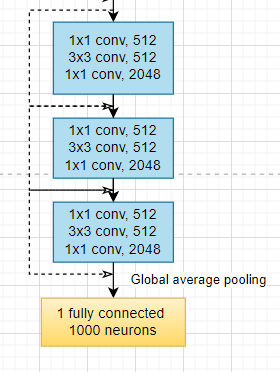 1x1 conv, 512
3x3 conv, 512
1x1 conv, 2048
1x1 conv, 512
3x3 conv, 512
1x1 conv, 2048
1x1 conv, 512
3x3 conv, 512
1x1 conv, 2048
Global average pooling
1 fully connected
1000 neurons